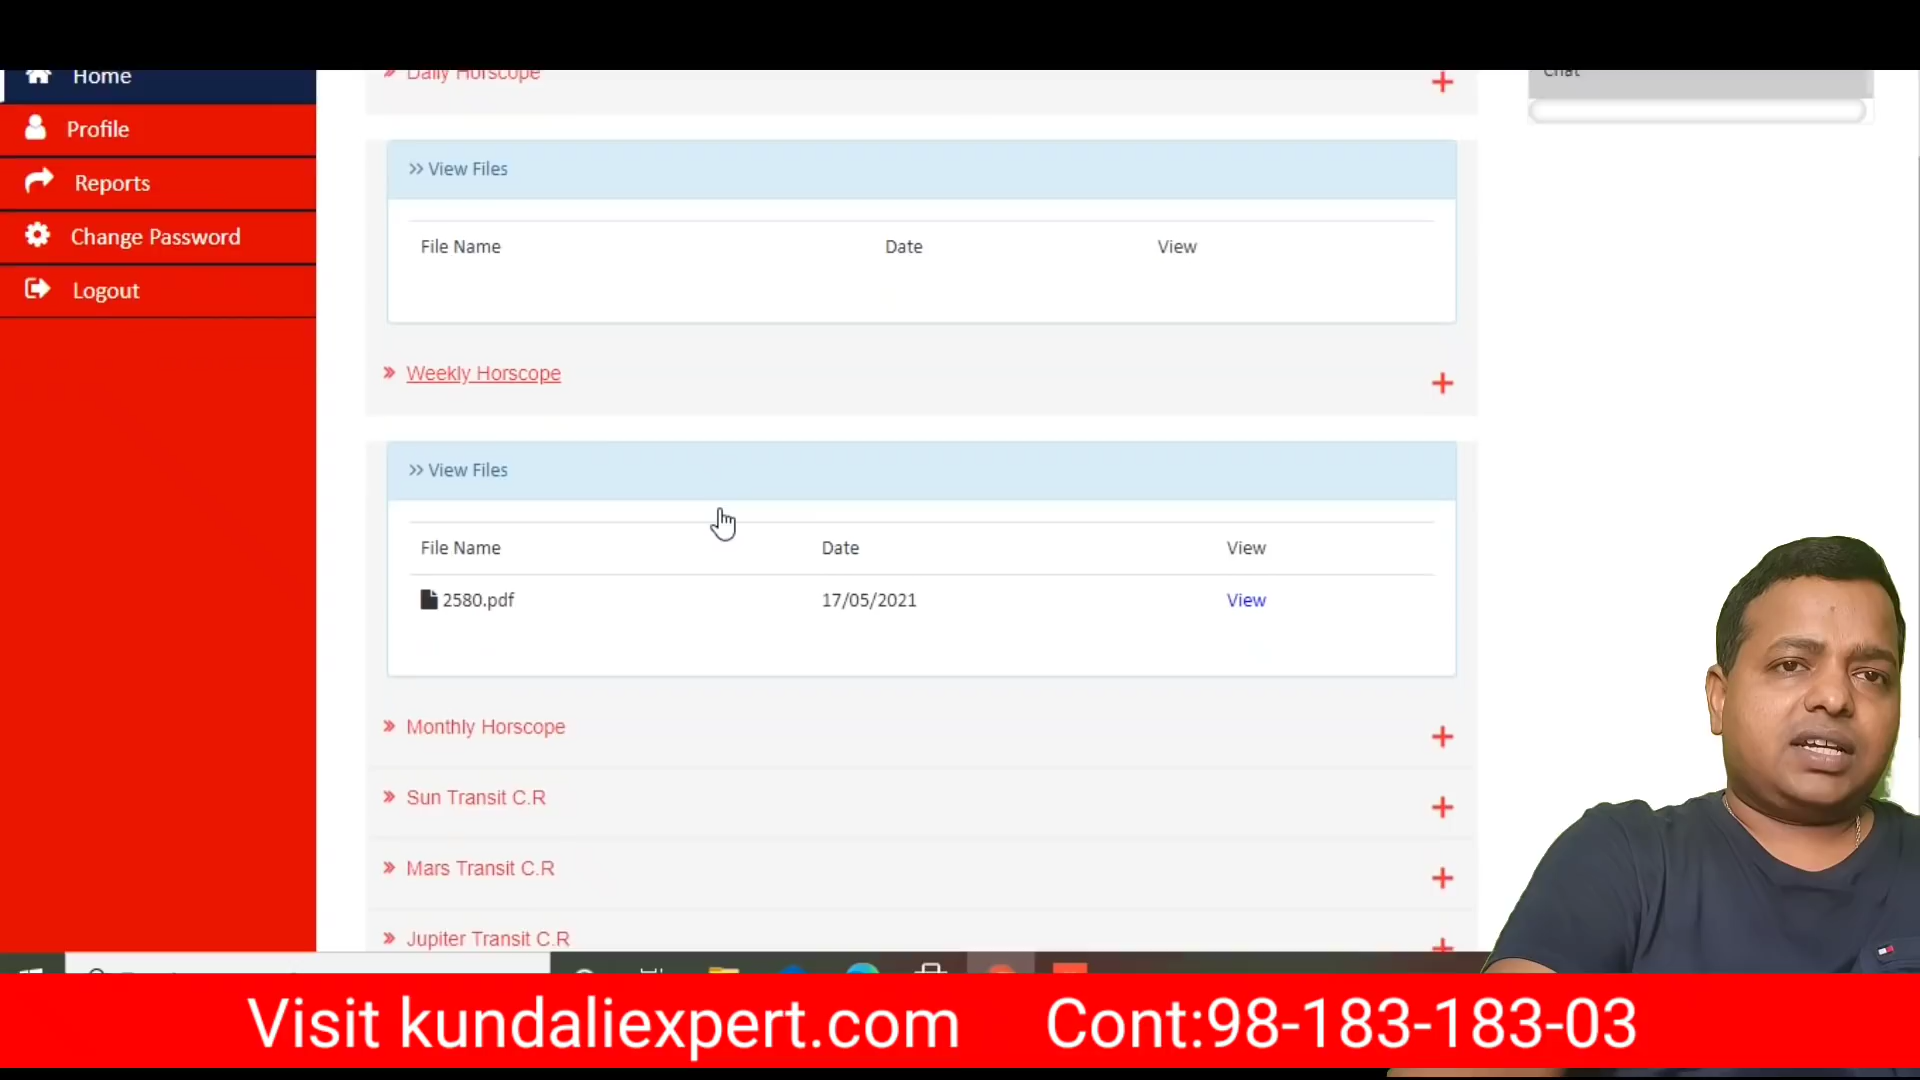 Home
Profile
Reports
Change Password
Logout
Daily Horscope
Chat
>> View Files
File Name Date View
Weekly Horscope
>> View Files
File Name Date View
2580.pdf 17/05/2021 View
Monthly Horscope
Sun Transit C.R
Mars Transit C.R
Jupiter Transit C.R
Visit kundaliexpert.com Cont:98-183-183-03